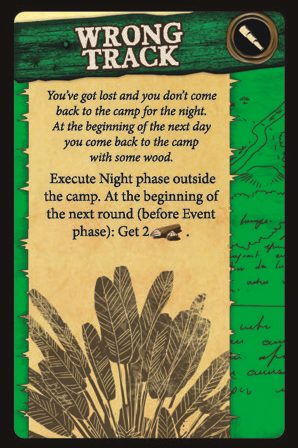 WRONG
TRACK
You've got lost and you don't come
back to the camp for the night.
At the beginning of the next day
you come back to the camp
with some wood.
Execute Night phase outside
the camp. At the beginning of
the next round (before Event
phase): Get 2 .